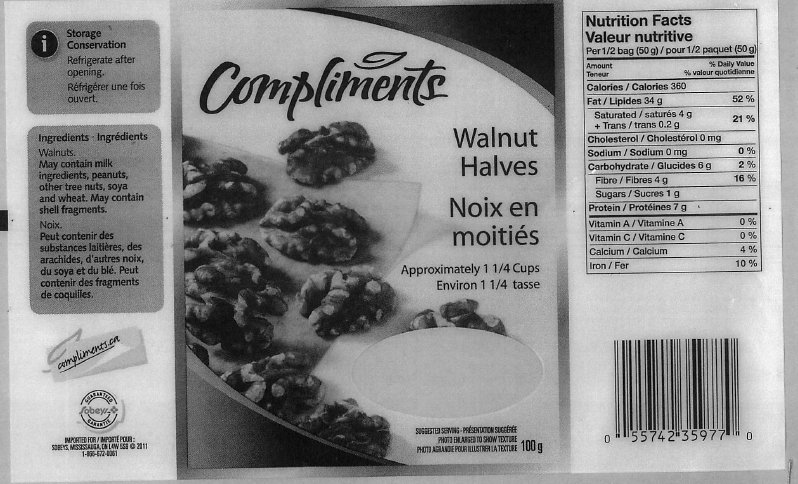 Storage
Conservation
Refrigerate after
opening.
Réfrigérer une fois
ouvert.
Ingredients - Ingrédients
Walnuts.
May contain milk
ingredients, peanuts,
other tree nuts, soya
and wheat. May contain
shell fragments.
Noix.
Peut contenir des
substances laitières, des
arachides, d'autres noix,
du soya et du blé. Peut
contenir des fragments
de coquilles.
compliments.ca
GUARANTEED
Sobeys
GARANTIE
IMPORTED FOR / IMPORTÉ POUR :
SOBEYS, MISSISSAUGA, ON L4W 0S8 © 2011
Compliments
Walnut
Halves
Noix en
moitiés
Approximately 1 1/4 Cups
Environ 1 1/4 tasse
SUGGESTED SERVING - PRÉSENTATION SUGGÉRÉE
PHOTO ENLARGED TO SHOW TEXTURE
PHOTO AGRANDIE POUR ILLUSTRER LA TEXTURE
100 g
Nutrition Facts
Valeur nutritive
Per 1/2 bag (50 g) / pour 1/2 paquet (50 g)
Amount % Daily Value
Teneur % valeur quotidienne
Calories / Calories 360
Fat / Lipides 34 g 52 %
Saturated / saturés 4 g
+ Trans / trans 0.2 g 21 %
Cholesterol / Cholestérol 0 mg
Sodium / Sodium 0 mg 0 %
Carbohydrate / Glucides 6 g 2 %
Fibre / Fibres 4 g 16 %
Sugars / Sucres 1 g
Protein / Protéines 7 g
Vitamin A / Vitamine A 0 %
Vitamin C / Vitamine C 0 %
Calcium / Calcium 4 %
Iron / Fer 10 %
0 55742 35977 0